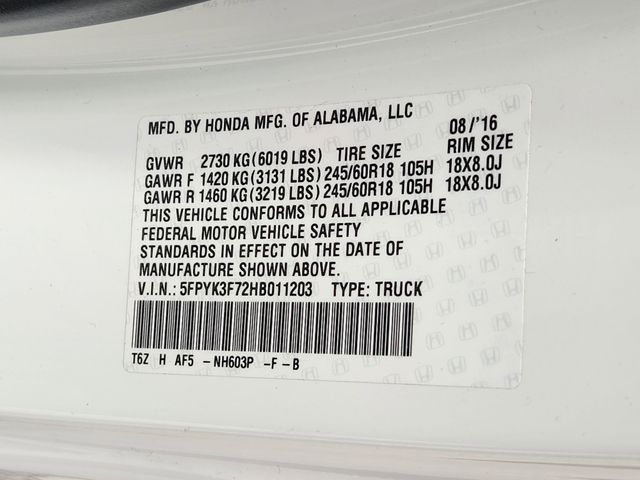 MFD. BY HONDA MFG. OF ALABAMA, LLC 08/'16
GVWR 2730 KG(6019 LBS) TIRE SIZE RIM SIZE
GAWR F 1420 KG(3131 LBS) 245/60R18 105H 18X8.0J
GAWR R 1460 KG(3219 LBS) 245/60R18 105H 18X8.0J
THIS VEHICLE CONFORMS TO ALL APPLICABLE
FEDERAL MOTOR VEHICLE SAFETY
STANDARDS IN EFFECT ON THE DATE OF
MANUFACTURE SHOWN ABOVE.
V.I.N.: 5FPYK3F72HB011203 TYPE: TRUCK
T6Z H AF5 -NH603P -F -B